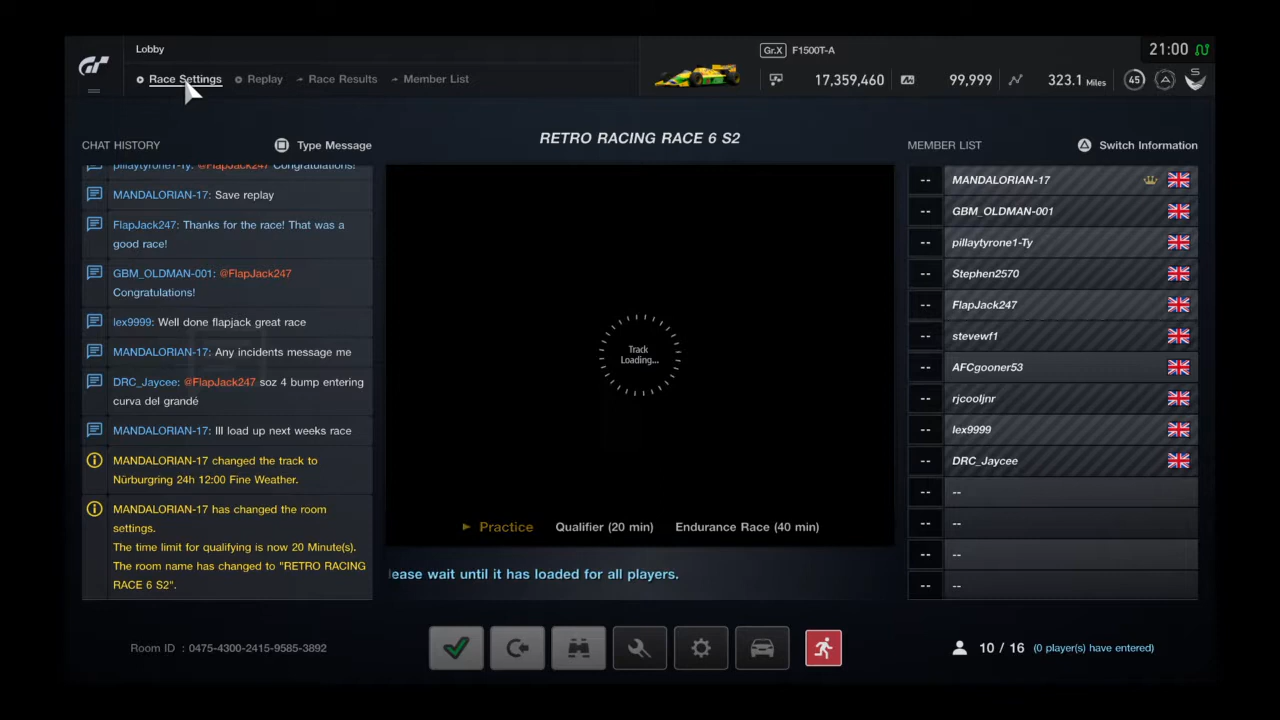 Lobby
Race Settings
Replay
Race Results
Member List
Gr.X F1500T-A
21:00
17,359,460
99,999
323.1 Miles
45
A
S
CHAT HISTORY
Type Message
RETRO RACING RACE 6 S2
MEMBER LIST
Switch Information
pillaytyrone1-Ty: @FlapJack247 Congratulations!
MANDALORIAN-17: Save replay
FlapJack247: Thanks for the race! That was a
good race!
GBM_OLDMAN-001: @FlapJack247
Congratulations!
lex9999: Well done flapjack great race
MANDALORIAN-17: Any incidents message me
DRC_Jaycee: @FlapJack247 soz 4 bump entering
curva del grandé
MANDALORIAN-17: Ill load up next weeks race
MANDALORIAN-17 changed the track to
Nürburgring 24h 12:00 Fine Weather.
MANDALORIAN-17 has changed the room
settings.
The time limit for qualifying is now 20 Minute(s).
The room name has changed to "RETRO RACING
RACE 6 S2".
Track
Loading...
Practice
Qualifier (20 min)
Endurance Race (40 min)
lease wait until it has loaded for all players.
-- MANDALORIAN-17
-- GBM_OLDMAN-001
-- pillaytyrone1-Ty
-- Stephen2570
-- FlapJack247
-- stevewf1
-- AFCgooner53
-- rjcooljnr
-- lex9999
-- DRC_Jaycee
-- --
-- --
-- --
-- --
Room ID : 0475-4300-2415-9585-3892
10 / 16 (0 player(s) have entered)